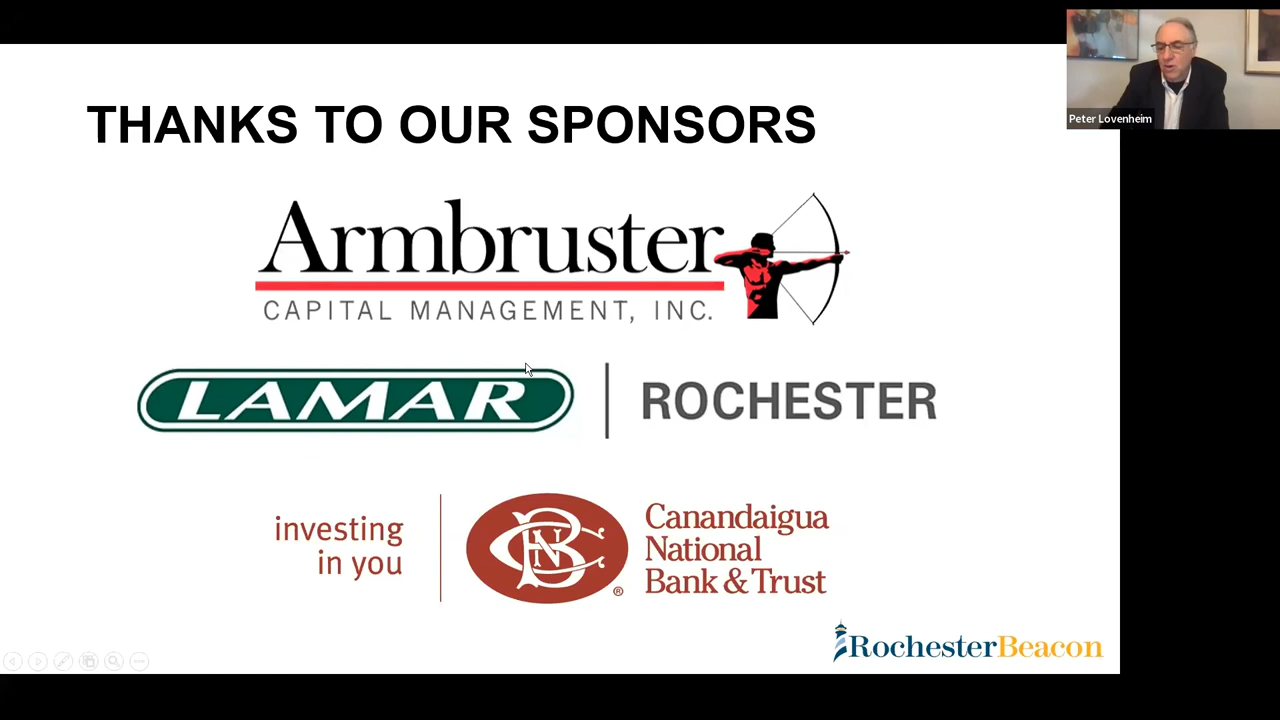 THANKS TO OUR SPONSORS
Peter Lovenheim
Armbruster
CAPITAL MANAGEMENT, INC.
LAMAR
ROCHESTER
investing
in you
CNB
®
Canandaigua
National
Bank & Trust
RochesterBeacon